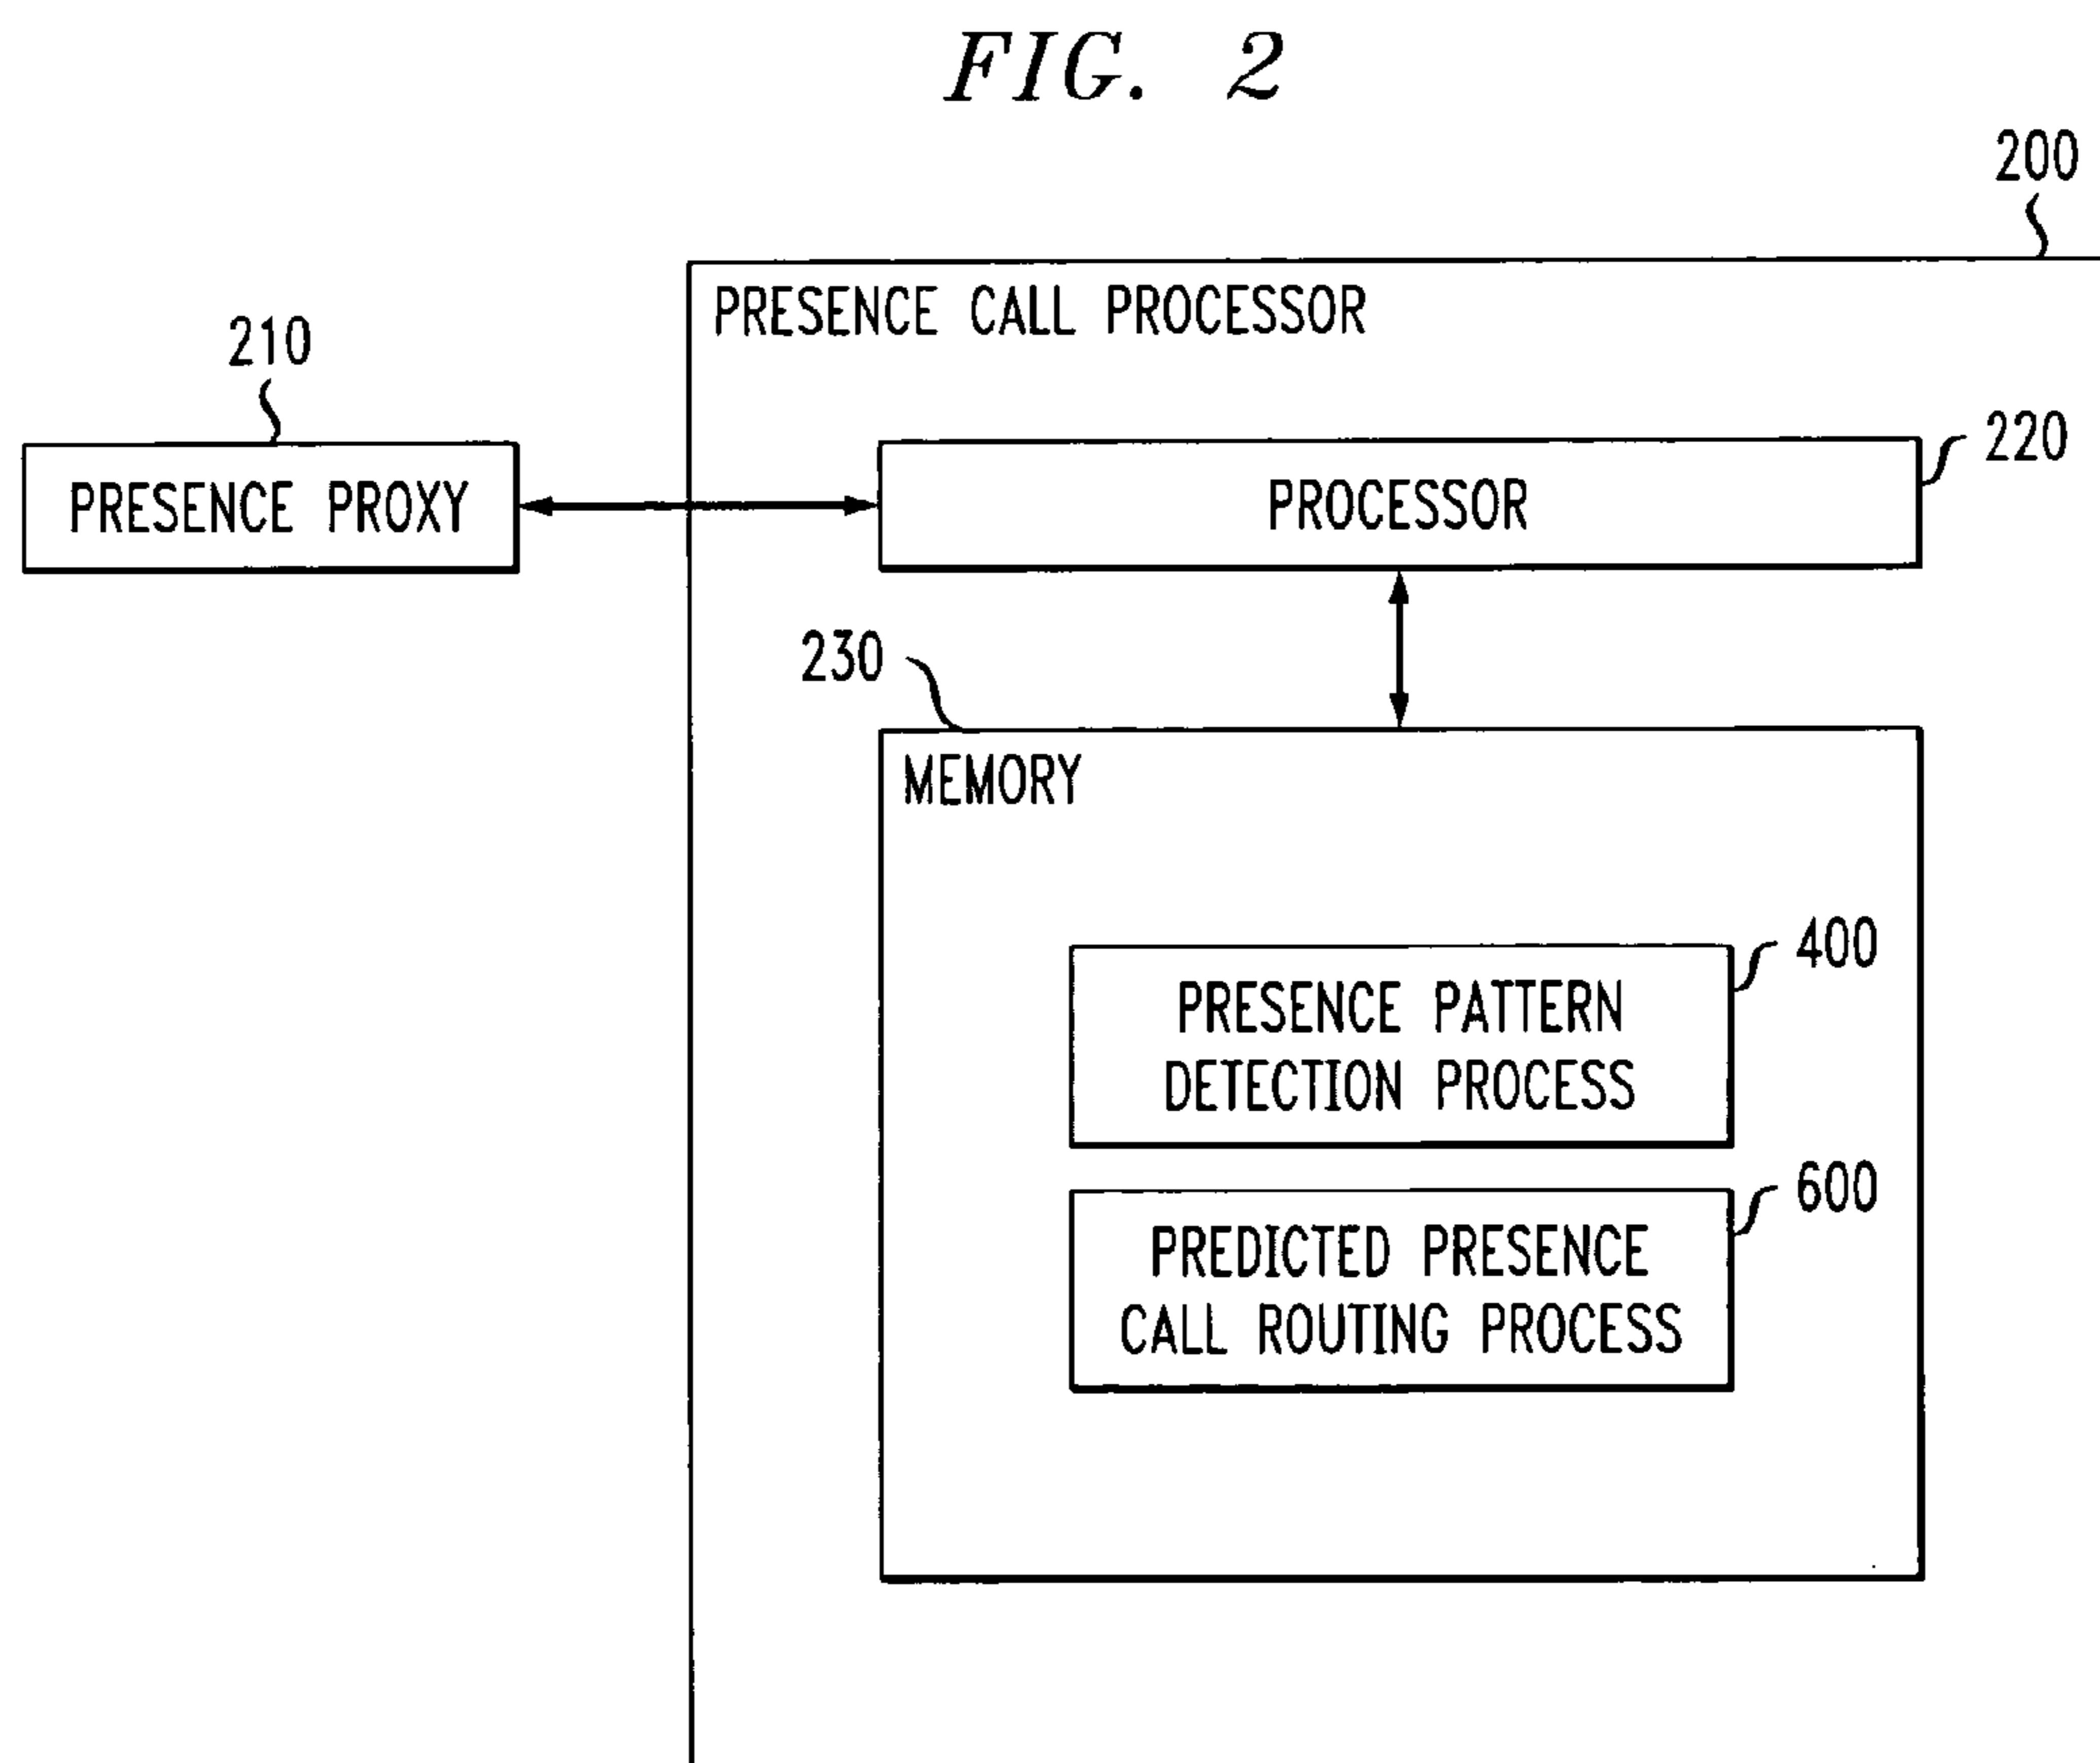 FIG. 2
200
PRESENCE CALL PROCESSOR
210
220
PRESENCE PROXY
PROCESSOR
230
MEMORY
400
PRESENCE PATTERN
DETECTION PROCESS
600
PREDICTED PRESENCE
CALL ROUTING PROCESS